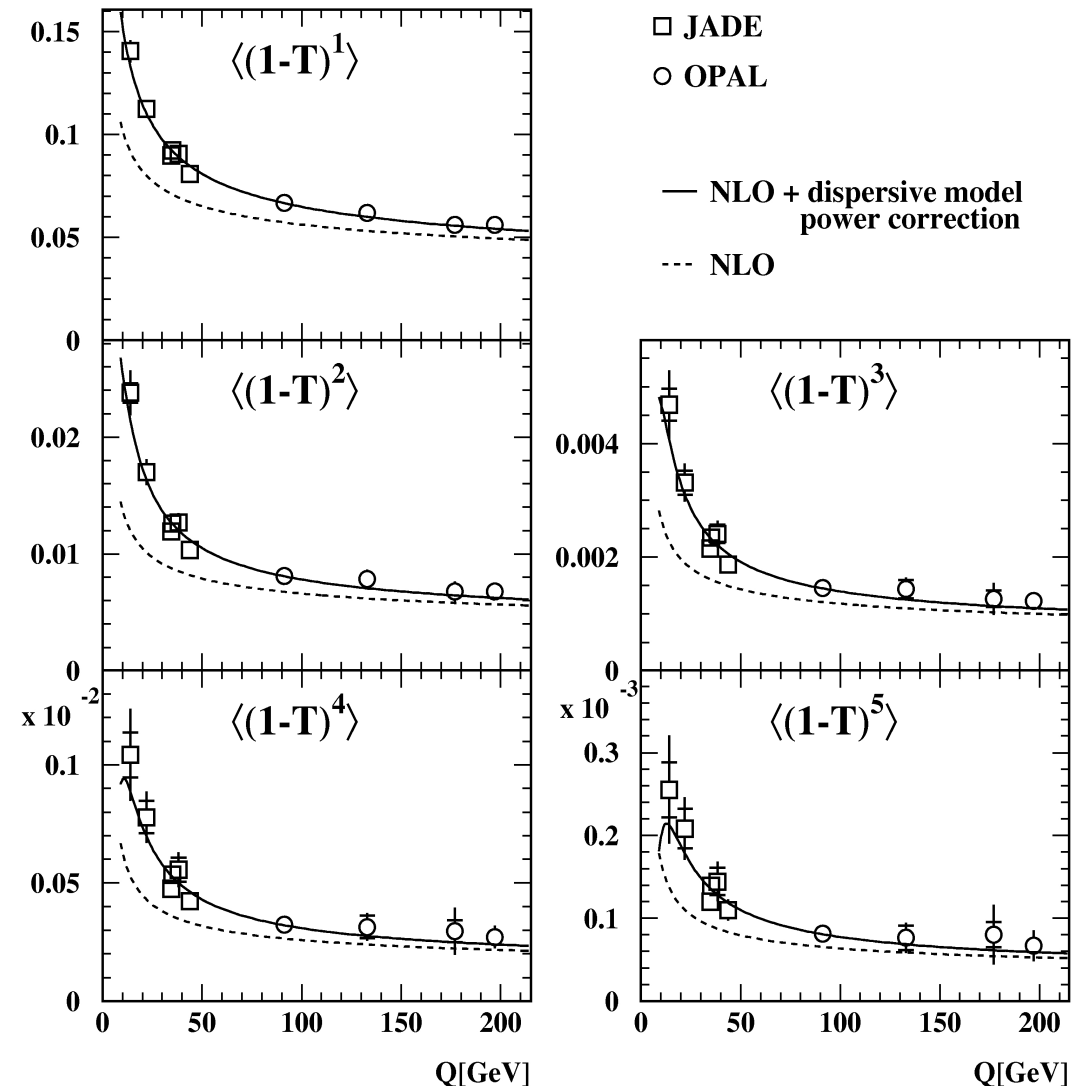 0.15
⟨(1-T)¹⟩
0.1
0.05
0
□ JADE
○ OPAL
NLO + dispersive model
power correction
NLO
⟨(1-T)²⟩
0.02
0.01
0
⟨(1-T)³⟩
0.004
0.002
0
x 10⁻²
⟨(1-T)⁴⟩
0.1
0.05
0
0 50 100 150 200
Q[GeV]
x 10⁻³
⟨(1-T)⁵⟩
0.3
0.2
0.1
0
0 50 100 150 200
Q[GeV]